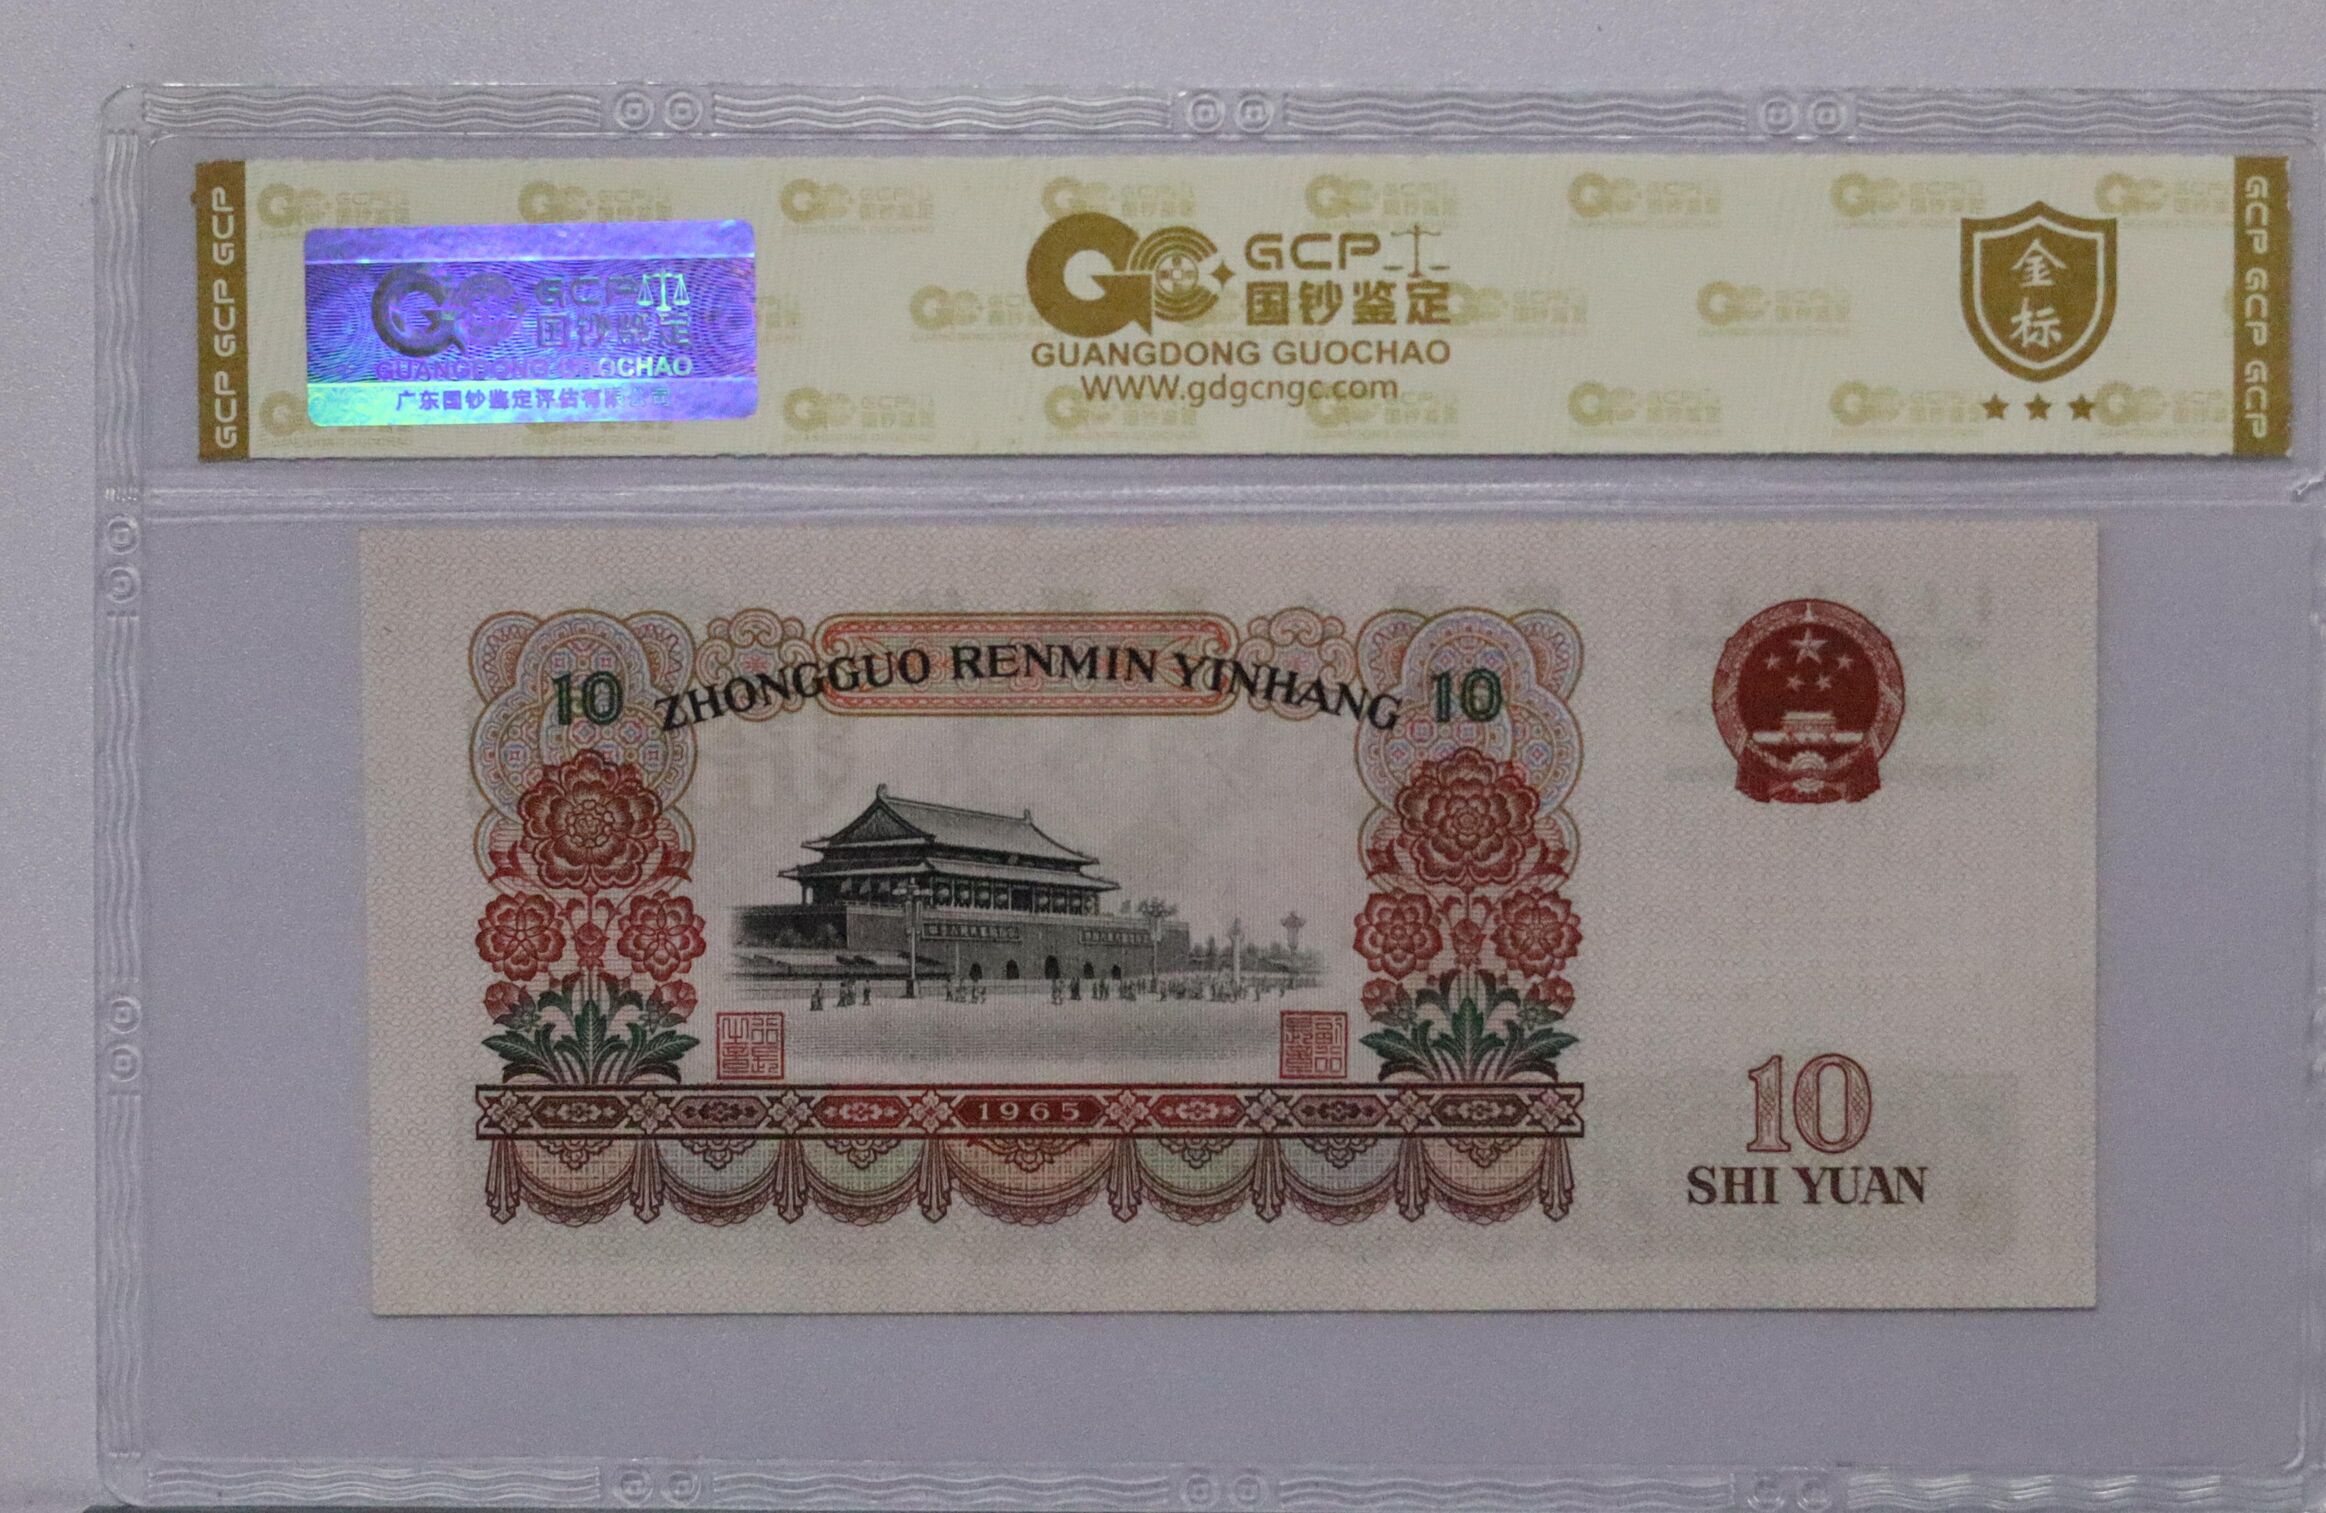 GCP GCP GCP
GCP
国钞鉴定
GUANGDONG GUOCHAO
广东国钞鉴定评估有限公司
GCP
国钞鉴定
GUANGDONG GUOCHAO
WWW.gdgcngc.com
金
标
GCP GCP GCP
10 ZHONGGUO RENMIN YINHANG 10
1965
10
SHI YUAN